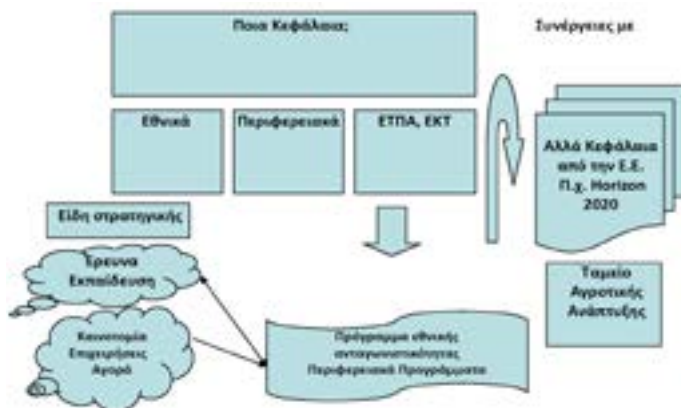 Ποια Κεφάλαια;
Συνέργειες με
Εθνικά
Περιφερειακά
ΕΤΠΑ, ΕΚΤ
Αλλά Κεφάλαια
από την Ε.Ε.
Π.χ. Horizon
2020
Είδη στρατηγικής
Έρευνα
Εκπαίδευση
Ταμείο
Αγροτικής
Ανάπτυξης
Καινοτομία
Επιχειρήσεις
Αγορά
Πρόγραμμα εθνικής
ανταγωνιστικότητας
Περιφερειακά Προγράμματα